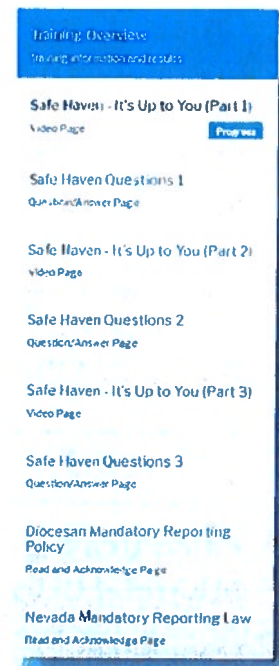 Training Overview
Training information and results
Safe Haven - It's Up to You (Part 1)
Video Page
Progress
Safe Haven Questions 1
Question/Answer Page
Safe Haven - It's Up to You (Part 2)
Video Page
Safe Haven Questions 2
Question/Answer Page
Safe Haven - It's Up to You (Part 3)
Video Page
Safe Haven Questions 3
Question/Answer Page
Diocesan Mandatory Reporting
Policy
Read and Acknowledge Page
Nevada Mandatory Reporting Law
Read and Acknowledge Page